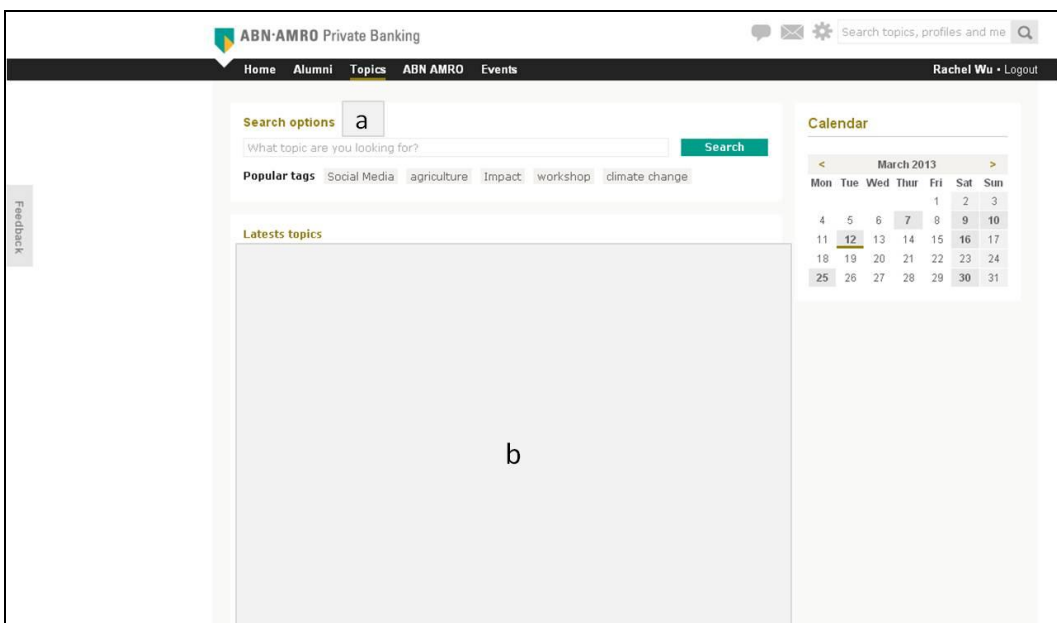 ABN·AMRO Private Banking
Search topics, profiles and me
Home Alumni Topics ABN AMRO Events
Rachel Wu • Logout
Search options a
What topic are you looking for? Search
Popular tags Social Media agriculture Impact workshop climate change
Feedback
Latests topics
b
Calendar
< March 2013 >
Mon Tue Wed Thur Fri Sat Sun
1 2 3
4 5 6 7 8 9 10
11 12 13 14 15 16 17
18 19 20 21 22 23 24
25 26 27 28 29 30 31